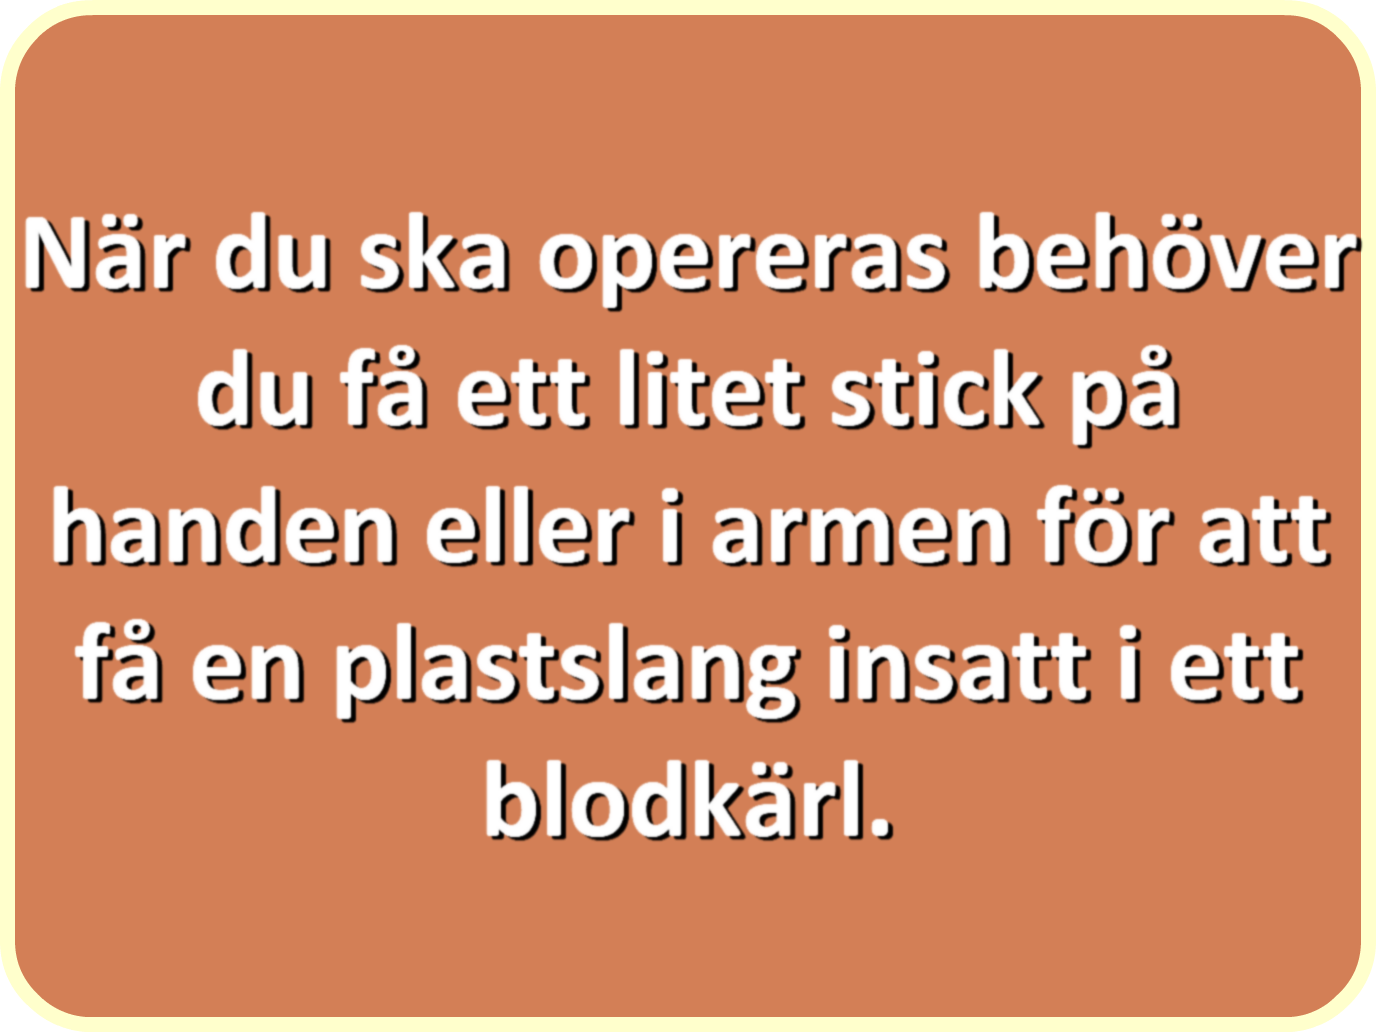 När du ska opereras behöver
du få ett litet stick på
handen eller i armen för att
få en plastslang insatt i ett
blodkärl.